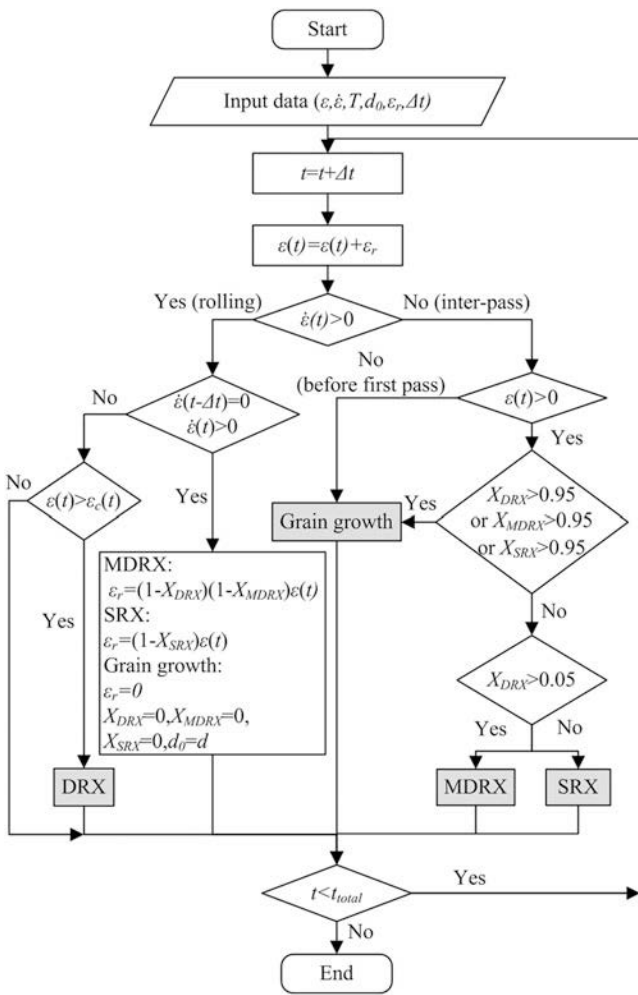 Start
Input data (ε,ε̇,T,d₀,εᵣ,Δt)
t=t+Δt
ε(t)=ε(t)+εᵣ
Yes (rolling)
No (inter-pass)
ε̇(t)>0
No
(before first pass)
No
ε̇(t-Δt)=0
ε̇(t)>0
ε(t)>0
Yes
No
ε(t)>ε_c(t)
Yes
Grain growth
Yes
X_DRX>0.95
or X_MDRX>0.95
or X_SRX>0.95
MDRX:
εᵣ=(1-X_DRX)(1-X_MDRX)ε(t)
SRX:
εᵣ=(1-X_SRX)ε(t)
Grain growth:
εᵣ=0
X_DRX=0,X_MDRX=0,
X_SRX=0,d₀=d
Yes
No
X_DRX>0.05
Yes
No
DRX
MDRX
SRX
t<t_total
Yes
No
End